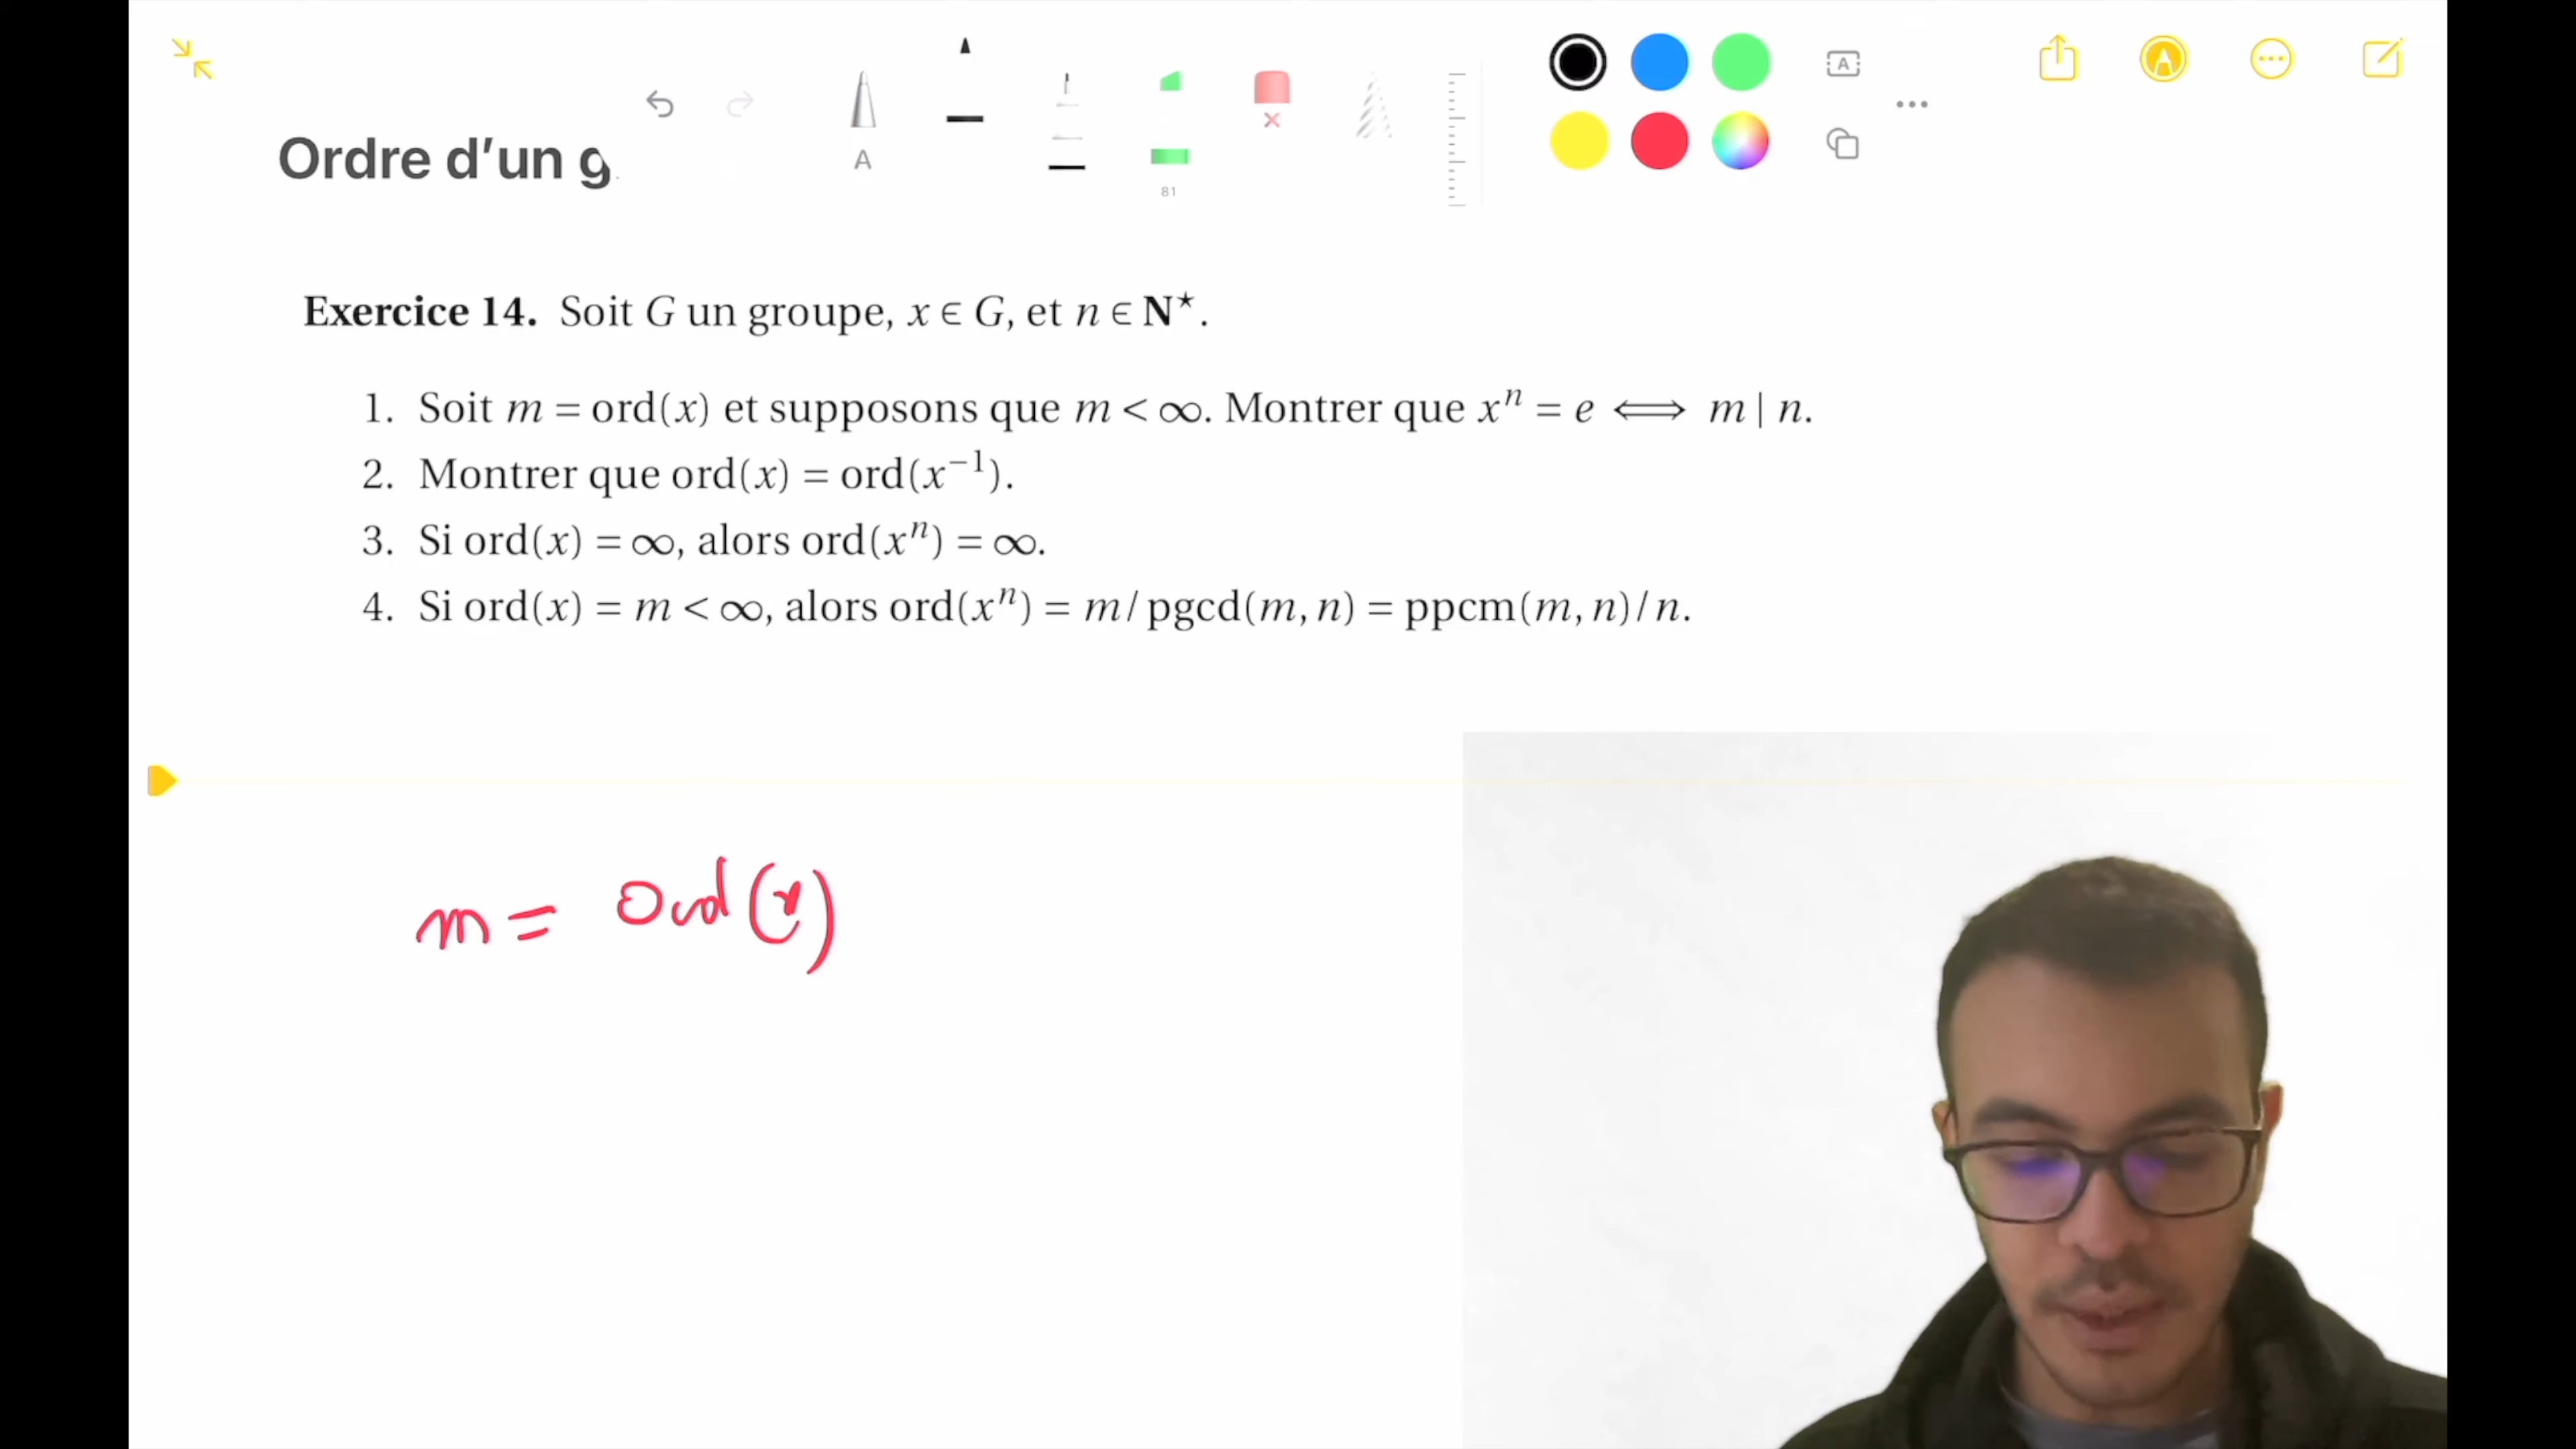 Ordre d'un g
A
81
A
Exercice 14. Soit G un groupe, x ∈ G, et n ∈ N*.
1. Soit m = ord(x) et supposons que m < ∞. Montrer que xⁿ = e ⟺ m | n.
2. Montrer que ord(x) = ord(x⁻¹).
3. Si ord(x) = ∞, alors ord(xⁿ) = ∞.
4. Si ord(x) = m < ∞, alors ord(xⁿ) = m/pgcd(m, n) = ppcm(m, n)/n.
m = Ord(x)